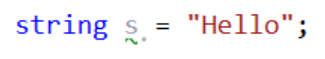 string s = "Hello";